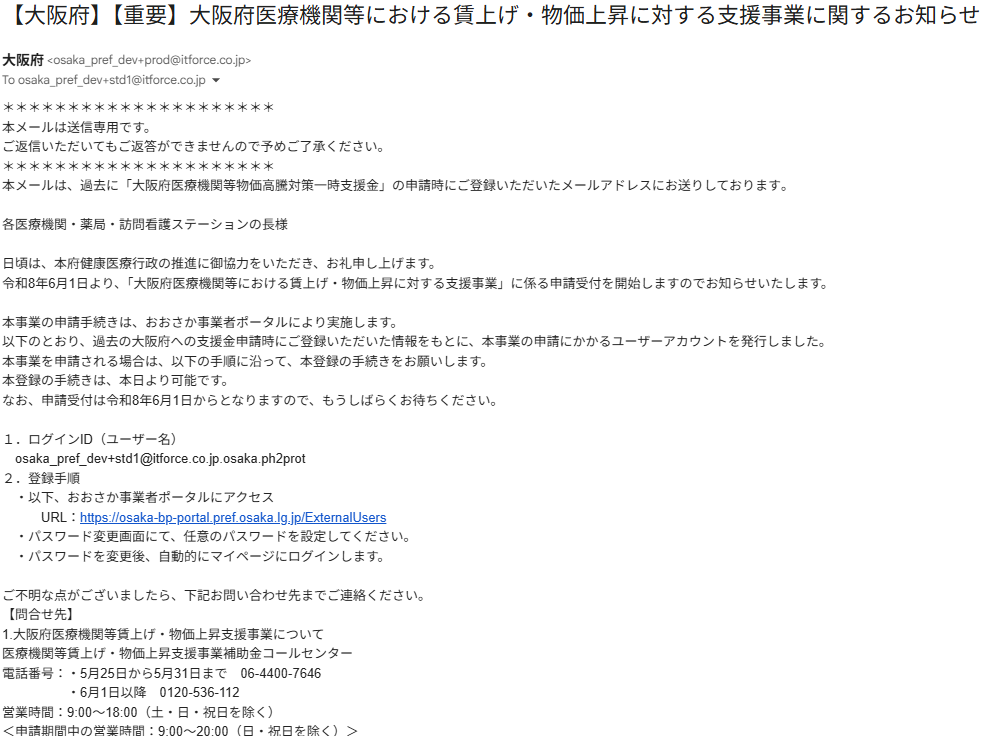 【大阪府】【重要】大阪府医療機関等における賃上げ・物価上昇に対する支援事業に関するお知らせ
大阪府 <osaka_pref_dev+prod@itforce.co.jp>
To osaka_pref_dev+std1@itforce.co.jp
＊＊＊＊＊＊＊＊＊＊＊＊＊＊＊＊＊＊＊＊＊
本メールは送信専用です。
ご返信いただいてもご返答ができませんので予めご了承ください。
＊＊＊＊＊＊＊＊＊＊＊＊＊＊＊＊＊＊＊＊＊
本メールは、過去に「大阪府医療機関等物価高騰対策一時支援金」の申請時にご登録いただいたメールアドレスにお送りしております。
各医療機関・薬局・訪問看護ステーションの長様
日頃は、本府健康医療行政の推進に御協力をいただき、お礼申し上げます。
令和8年6月1日より、「大阪府医療機関等における賃上げ・物価上昇に対する支援事業」に係る申請受付を開始しますのでお知らせいたします。
本事業の申請手続きは、おおさか事業者ポータルにより実施します。
以下のとおり、過去の大阪府への支援金申請時にご登録いただいた情報をもとに、本事業の申請にかかるユーザーアカウントを発行しました。
本事業を申請される場合は、以下の手順に沿って、本登録の手続きをお願いします。
本登録の手続きは、本日より可能です。
なお、申請受付は令和8年6月1日からとなりますので、もうしばらくお待ちください。
１．ログインID（ユーザー名）
osaka_pref_dev+std1@itforce.co.jp.osaka.ph2prot
２．登録手順
・以下、おおさか事業者ポータルにアクセス
URL：https://osaka-bp-portal.pref.osaka.lg.jp/ExternalUsers
・パスワード変更画面にて、任意のパスワードを設定してください。
・パスワードを変更後、自動的にマイページにログインします。
ご不明な点がございましたら、下記お問い合わせ先までご連絡ください。
【問合せ先】
1.大阪府医療機関等賃上げ・物価上昇支援事業について
医療機関等賃上げ・物価上昇支援事業補助金コールセンター
電話番号：・5月25日から5月31日まで　06-4400-7646
・6月1日以降　0120-536-112
営業時間：9:00～18:00（土・日・祝日を除く）
＜申請期間中の営業時間：9:00～20:00（日・祝日を除く）＞